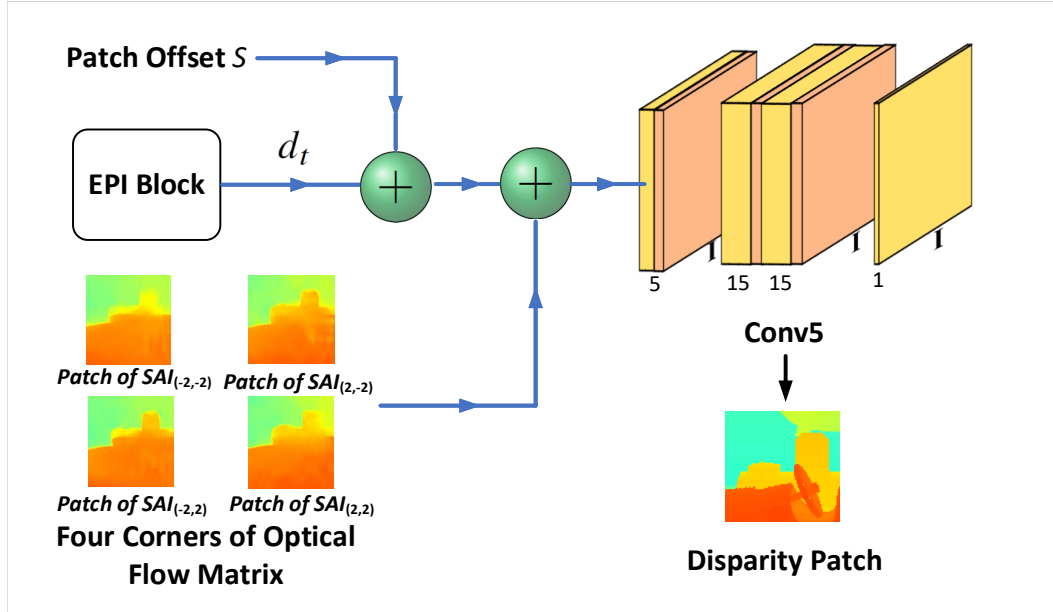 Patch Offset S
EPI Block
d_t
+
+
5
15
15
1
I
I
I
Conv5
Patch of SAI(-2,-2)
Patch of SAI(2,-2)
Patch of SAI(-2,2)
Patch of SAI(2,2)
Four Corners of Optical
Flow Matrix
Disparity Patch